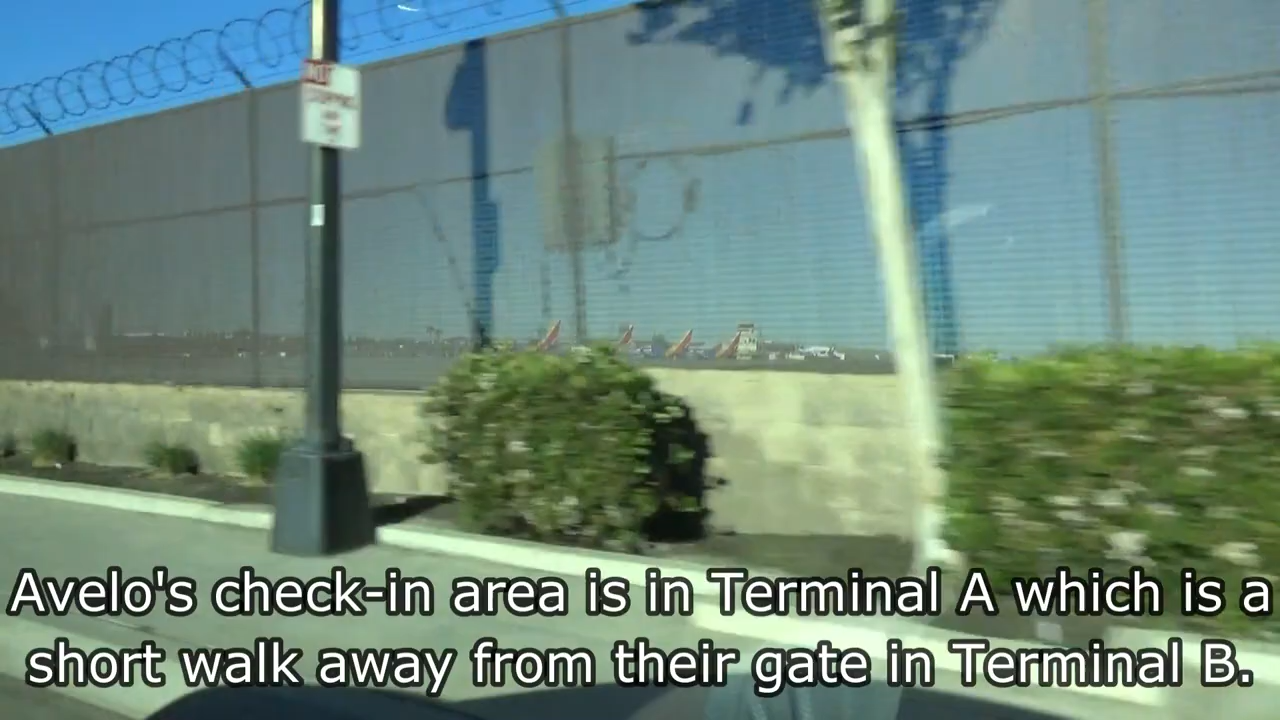 Avelo's check-in area is in Terminal A which is a
short walk away from their gate in Terminal B.